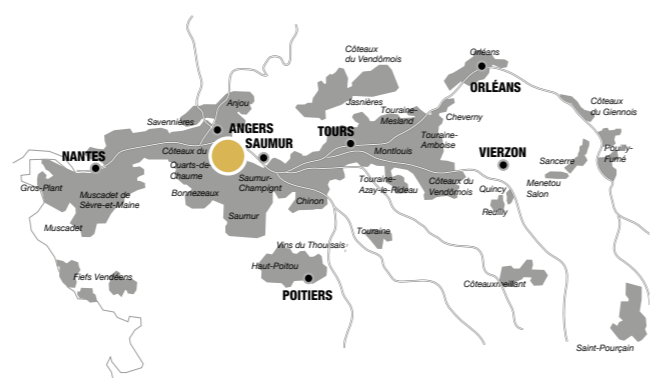 Côteaux
du Vendômois
Orléans
ORLÉANS
Jasnières
Anjou
Savennières
Touraine-
Mesland
Cheverny
Côteaux
du Giennois
ANGERS
SAUMUR
TOURS
Touraine-
Amboise
NANTES
Côteaux du
Montlouis
VIERZON
Pouilly-
Fumé
Sancerre
Quarts-de-
Chaume
Saumur-
Champignt
Touraine-
Azay-le-Rideau
Côteaux du
Vendômois
Menetou
Salon
Gros-Plant
Muscadet de
Sèvre-et-Maine
Bonnezeaux
Chinon
Quincy
Reuilly
Saumur
Muscadet
Touraine
Vins du Thouisais
Haut-Poitou
Fiefs Vendéens
POITIERS
Côteauxmeillant
Saint-Pourçain